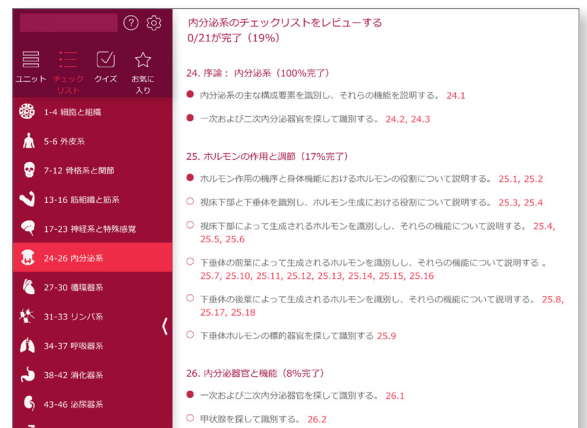 ?
ユニット
チェック
リスト
クイズ
お気に
入り
1-4 細胞と組織
5-6 外皮系
7-12 骨格系と関節
13-16 筋組織と筋系
17-23 神経系と特殊感覚
24-26 内分泌系
27-30 循環器系
31-33 リンパ系
34-37 呼吸器系
38-42 消化器系
43-46 泌尿器系
内分泌系のチェックリストをレビューする
0/21が完了（19%）
24. 序論： 内分泌系（100%完了）
内分泌系の主な構成要素を識別し、それらの機能を説明する。 24.1
一次および二次内分泌器官を探して識別する。 24.2, 24.3
25. ホルモンの作用と調節（17%完了）
ホルモン作用の機序と身体機能におけるホルモンの役割について説明する。 25.1, 25.2
視床下部と下垂体を識別し、ホルモン生成における役割について説明する。 25.3, 25.4
視床下部によって生成されるホルモンを識別しし、それらの機能について説明する。 25.4,
25.5, 25.6
下垂体の前葉によって生成されるホルモンを識別しし、それらの機能について説明する 。
25.7, 25.10, 25.11, 25.12, 25.13, 25.14, 25.15, 25.16
下垂体の後葉によって生成されるホルモンを識別し、それらの機能について説明する。 25.8,
25.17, 25.18
下垂体ホルモンの標的器官を探して識別する 25.9
26. 内分泌器官と機能（8%完了）
一次および二次内分泌器官を探して識別する。 26.1
甲状腺を探して識別する。 26.2